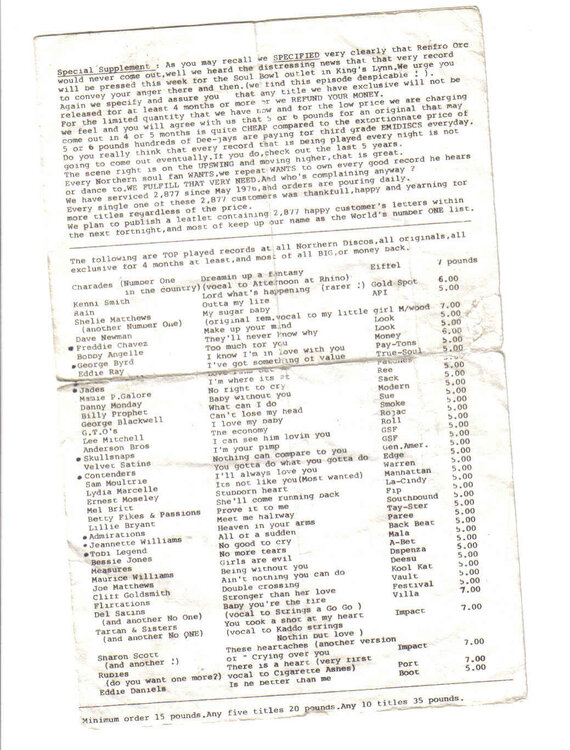 Special Supplement : As you may recall we SPECIFIED very clearly that Renfro Orc
would never come out,well we heard the distressing news that that very record
will be pressed this week for the Soul Bowl outlet in King's Lynn.We urge you
to convey your anger there and then.(we find this episode despicable ! ).
Again we specify and assure you that any title we have exclusive will not be
released for at least 4 months or more or we REFUND YOUR MONEY.
For the limited quantity that we have now and for the low price we are charging
we feel and you will agree with us that 5 or 6 pounds for an original that may
come out in 4 or 5 months is quite CHEAP compared to the extortionnate price of
5 or 6 pounds hundreds of Dee-jays are paying for third grade EMIDISCS everyday.
Do you really think that every record that is being played every night is not
going to come out eventually.If you do,check out the last 5 years.
The scene right is on the UPSWING and moving higher,that is great.
Every Northern soul fan WANTS,we repeat WANTS to own every good record he hears
or dance to,WE FULFILL THAT VERY NEED.And who's complaining anyway ?
We have serviced 2,877 since May 1976,and orders are pouring daily.
Every single one of these 2,877 customers was thankfull,happy and yearning for
more titles regardless of the price.
We plan to publish a leaflet containing 2,877 happy customer's letters within
the next fortnight,and most of keep up our name as the World's number ONE list.
The following are TOP played records at all Northern Discos,all originals,all
exclusive for 4 months at least,and most of all BIG,or money back.
Charades (Number One Dreamin up a fantasy Eiffel 7 pounds
in the country)(vocal to Afternoon at Rhino)
Kenni Smith Lord what's happening (rarer !) Gold Spot 6.00
Rain Outta my life API 5.00
Shelie Matthews My sugar baby
(another Number One) (original rem.vocal to my little girl M/wood 7.00
Dave Newman Make up your mind Look 5.00
Freddie Chavez They'll never know why Look 6.00
Bobby Angelle Too much for you Money 5.00
George Byrd I know I'm in love with you Pay-Tons 5.00
Eddie Ray I've got something of value True-Soul 5.00
Jades I'm where its at Ree 5.00
Mamie P.Galore No right to cry Sack 5.00
Danny Monday Baby without you Modern 5.00
Billy Prophet What can I do Sue 5.00
George Blackwell Can't lose my head Smoke 5.00
G.T.O's I love my baby Rojac 5.00
Lee Mitchell The economy Roll 5.00
Anderson Bros I can see him lovin you GSF 5.00
Skullsnaps I'm your pimp GSF 5.00
Velvet Satins Nothing can compare to you Gen.Amer. 5.00
Contenders You gotta do what you gotta do Edge 5.00
Sam Moultrie I'll always love you Warren 5.00
Lydia Marcelle Its not like you(Most wanted) Manhattan 5.00
Ernest Moseley Stubborn heart La-Cindy 5.00
Mel Britt She'll come running back Fip 5.00
Betty Fikes & Passions Prove it to me Southbound 5.00
Lillie Bryant Meet me halfway Tay-Ster 5.00
Admirations Heaven in your arms Paree 5.00
Jeannette Williams All of a sudden Back Beat 5.00
Tobi Legend No good to cry Mala 5.00
Bessie Jones No more tears A-Bet 5.00
Measures Girls are evil Dspenza 5.00
Maurice Williams Being without you Deesu 5.00
Joe Matthews Ain't nothing you can do Kool Kat 5.00
Cliff Goldsmith Double crossing Vault 5.00
Flirtations Stronger than her love Festival 5.00
Del Satins Baby you're the fire Villa 7.00
(and another No One) (vocal to Strings a Go Go )
Tartan & Sisters You took a shot at my heart Impact 7.00
(and another No ONE) (vocal to Kaddo strings
Nothin but love )
Sharon Scott These heartaches (another version Impact 7.00
(and another !) of " Crying over you
Rubies There is a heart (very first
(do you want one more?) vocal to Cigarette Ashes) Port 7.00
Eddie Daniels Is he better than me Boot 5.00
Minimum order 15 pounds.Any five titles 20 pounds.Any 10 titles 35 pounds.